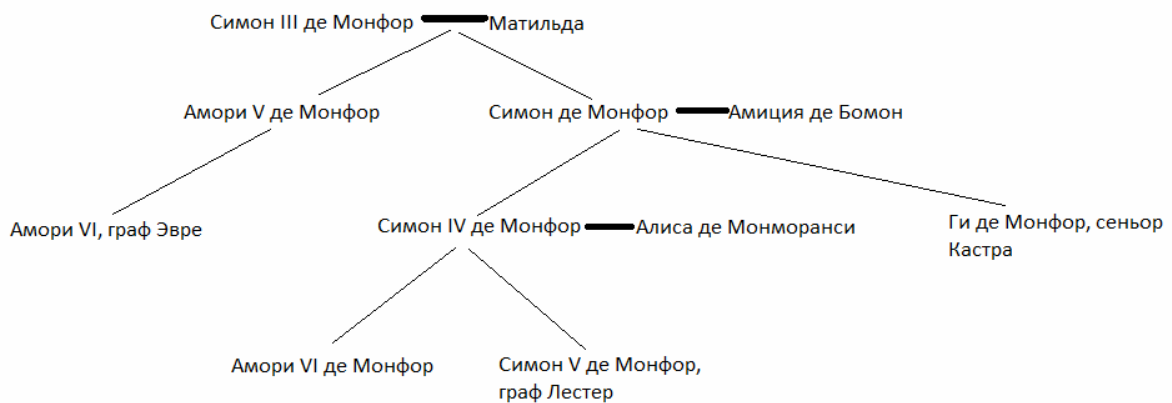 Симон III де Монфор Матильда
Амори V де Монфор Симон де Монфор Амиция де Бомон
Амори VI, граф Эвре Симон IV де Монфор Алиса де Монморанси Ги де Монфор, сеньор
Кастра
Амори VI де Монфор Симон V де Монфор,
граф Лестер